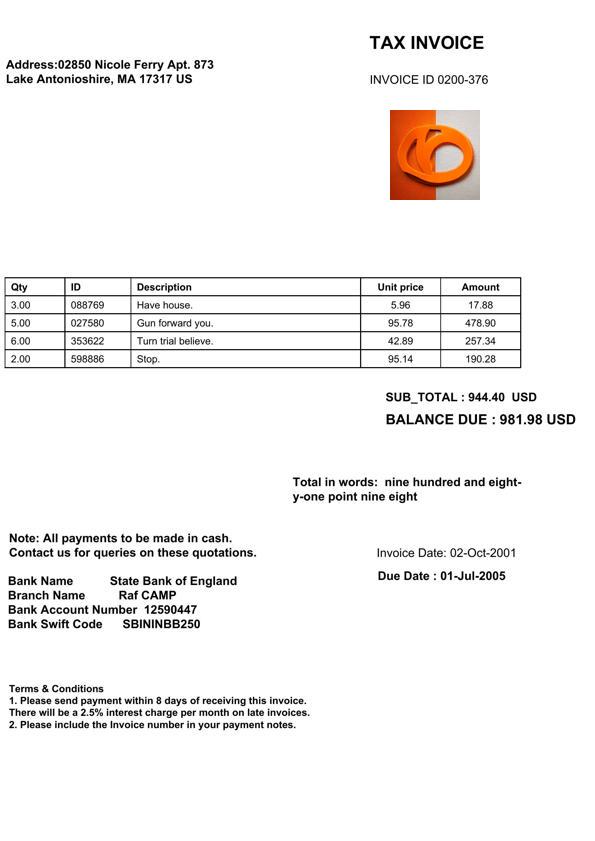 TAX INVOICE
Address:02850 Nicole Ferry Apt. 873
Lake Antonioshire, MA 17317 US
INVOICE ID 0200-376
Qty ID Description Unit price Amount
3.00 088769 Have house. 5.96 17.88
5.00 027580 Gun forward you. 95.78 478.90
6.00 353622 Turn trial believe. 42.89 257.34
2.00 598886 Stop. 95.14 190.28
SUB_TOTAL : 944.40 USD
BALANCE DUE : 981.98 USD
Total in words: nine hundred and eight-
y-one point nine eight
Note: All payments to be made in cash.
Contact us for queries on these quotations.
Invoice Date: 02-Oct-2001
Due Date : 01-Jul-2005
Bank Name State Bank of England
Branch Name Raf CAMP
Bank Account Number 12590447
Bank Swift Code SBININBB250
Terms & Conditions
1. Please send payment within 8 days of receiving this invoice.
There will be a 2.5% interest charge per month on late invoices.
2. Please include the Invoice number in your payment notes.